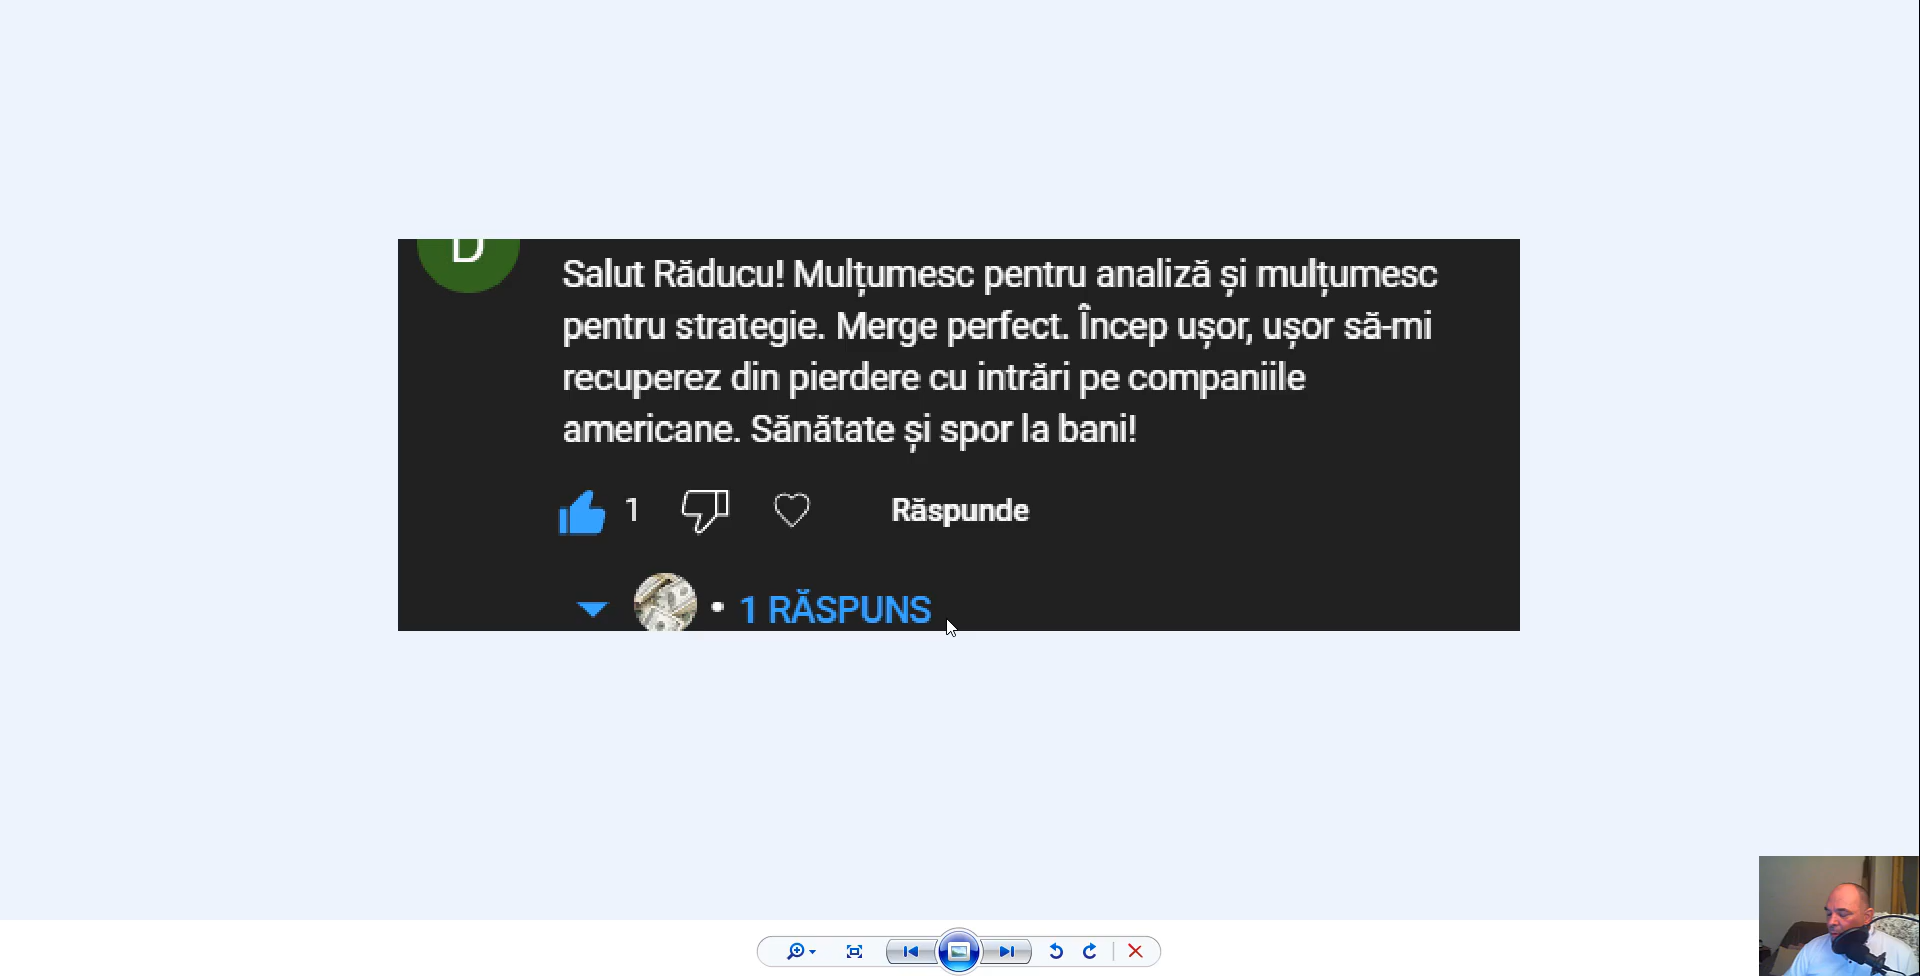 D
Salut Răducu! Mulțumesc pentru analiză și mulțumesc
pentru strategie. Merge perfect. Încep ușor, ușor să-mi
recuperez din pierdere cu intrări pe companiile
americane. Sănătate și spor la bani!
1
Răspunde
• 1 RĂSPUNS